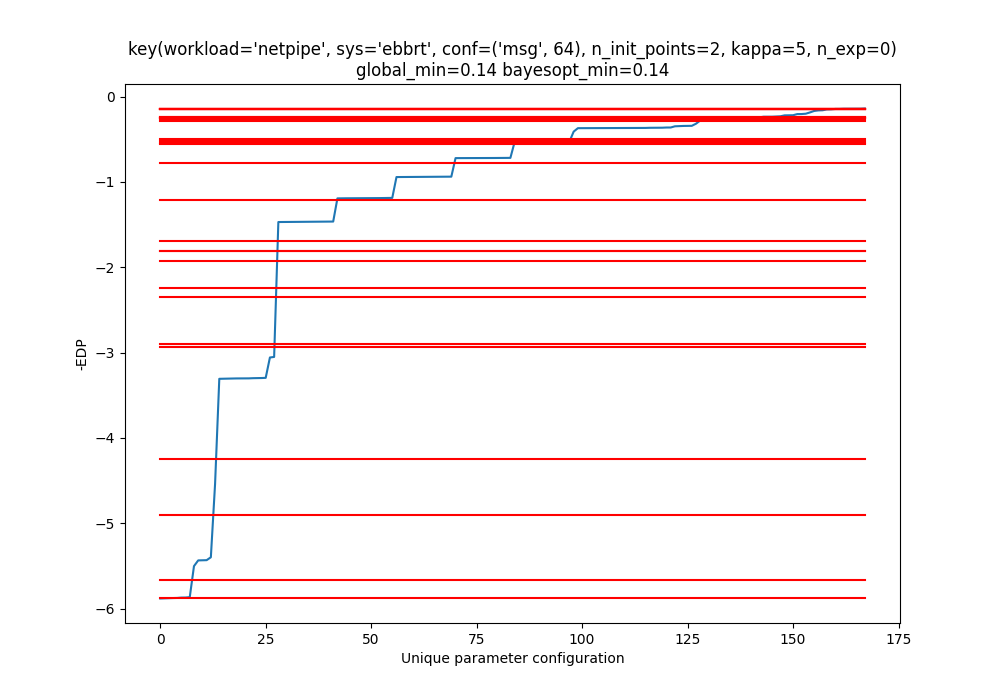 key(workload='netpipe', sys='ebbrt', conf=('msg', 64), n_init_points=2, kappa=5, n_exp=0)
global_min=0.14 bayesopt_min=0.14
0
−1
−2
−3
−4
−5
−6
-EDP
0 25 50 75 100 125 150 175
Unique parameter configuration